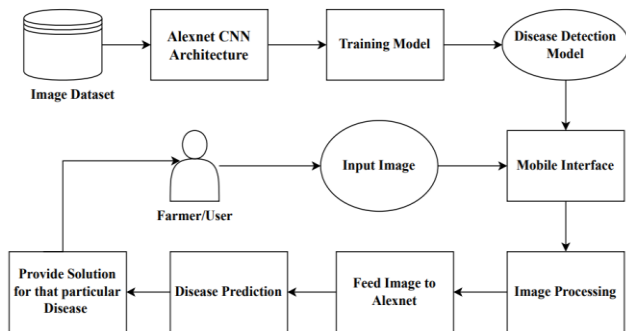 Alexnet CNN
Architecture
Training Model
Disease Detection
Model
Image Dataset
Input Image
Mobile Interface
Farmer/User
Provide Solution
for that particular
Disease
Disease Prediction
Feed Image to
Alexnet
Image Processing